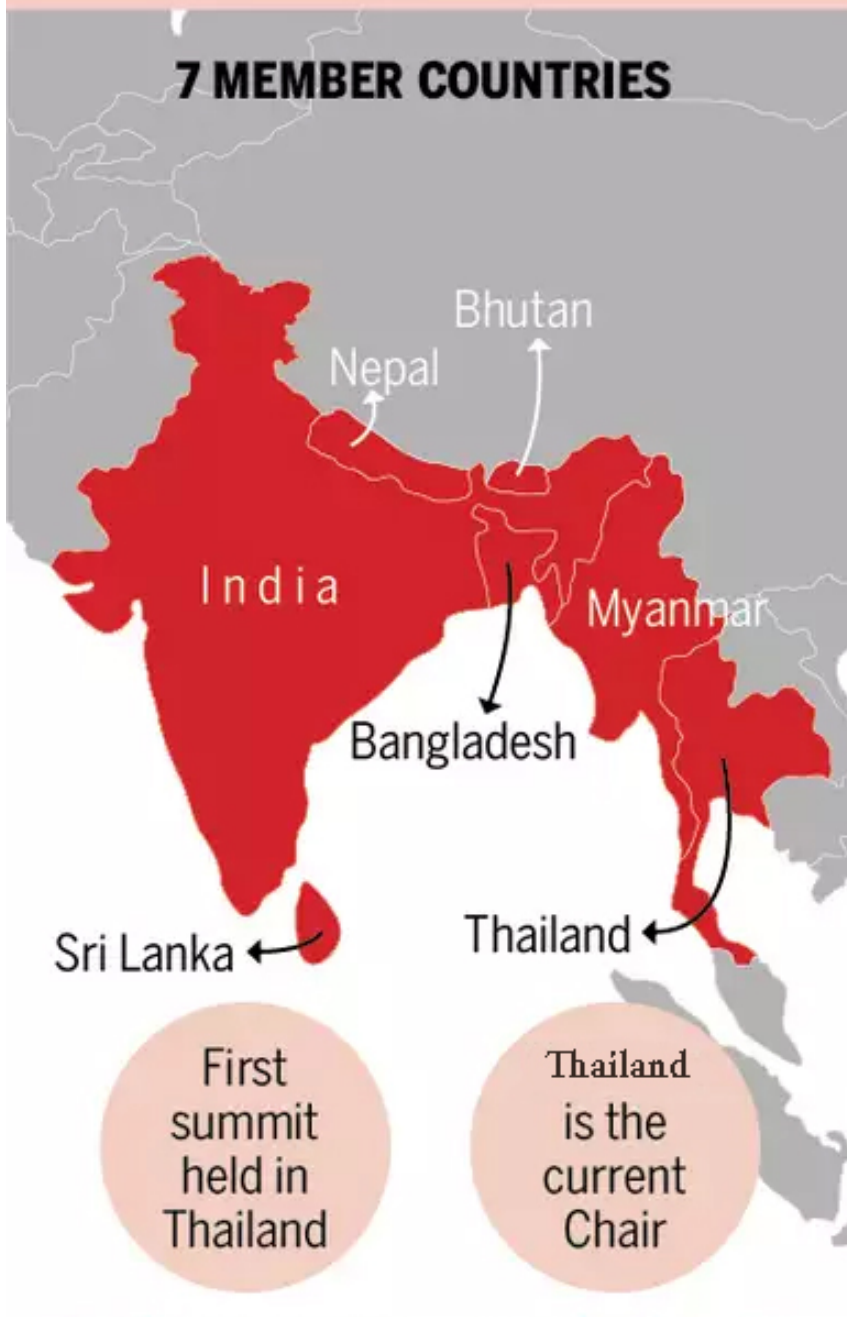 7 MEMBER COUNTRIES
Bhutan
Nepal
India
Myanmar
Bangladesh
Thailand
Sri Lanka
First
summit
held in
Thailand
Thailand
is the
current
Chair